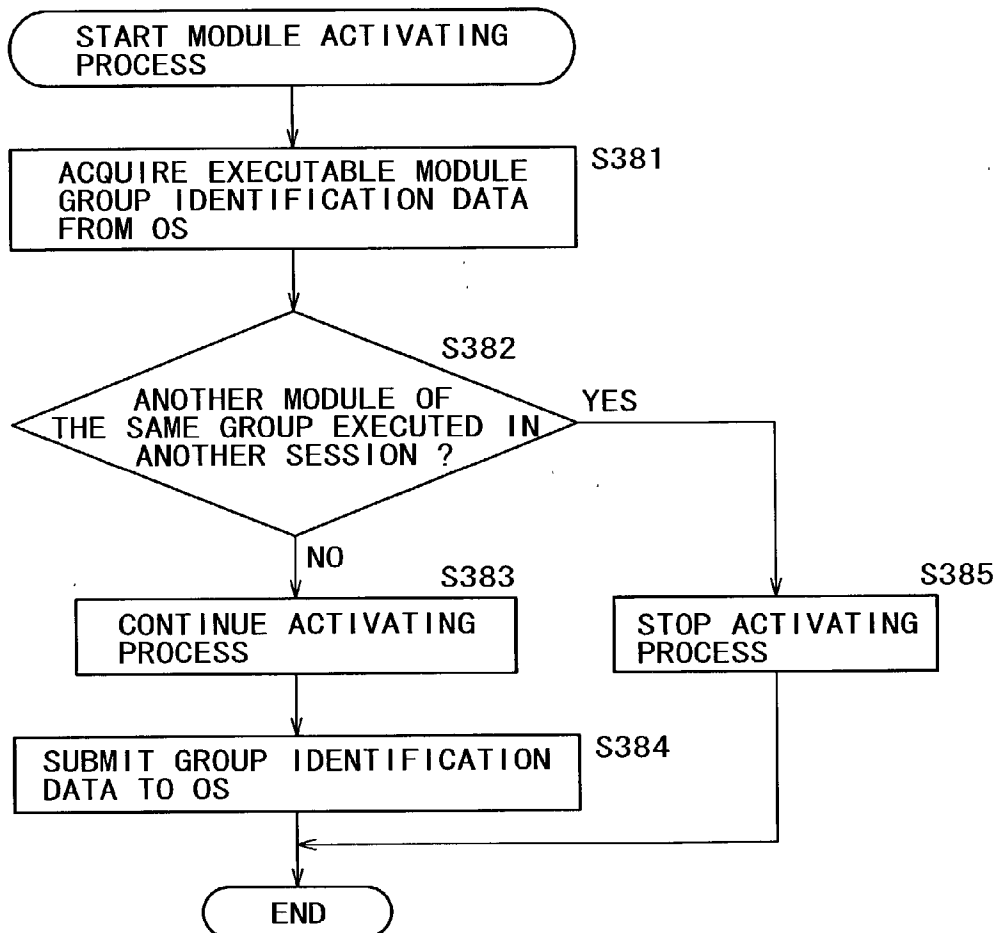 START MODULE ACTIVATING
PROCESS
S381
ACQUIRE EXECUTABLE MODULE
GROUP IDENTIFICATION DATA
FROM OS
S382
ANOTHER MODULE OF
THE SAME GROUP EXECUTED IN
ANOTHER SESSION ?
YES
NO
S383
CONTINUE ACTIVATING
PROCESS
S385
STOP ACTIVATING
PROCESS
S384
SUBMIT GROUP IDENTIFICATION
DATA TO OS
END